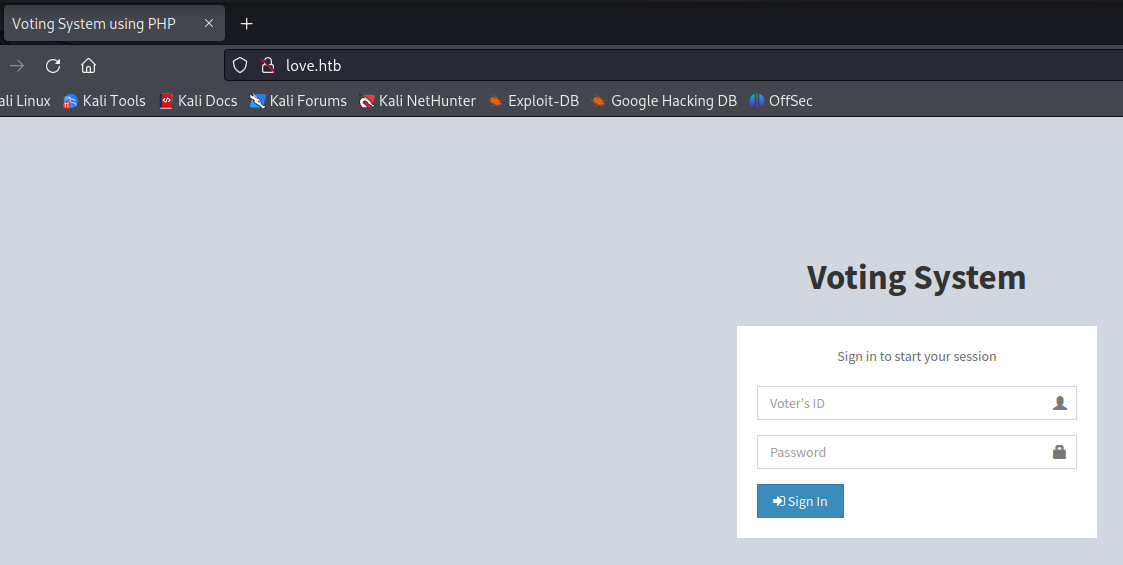 Voting System using PHP
love.htb
ali Linux Kali Tools Kali Docs Kali Forums Kali NetHunter Exploit-DB Google Hacking DB OffSec
Voting System
Sign in to start your session
Voter's ID
Password
Sign In